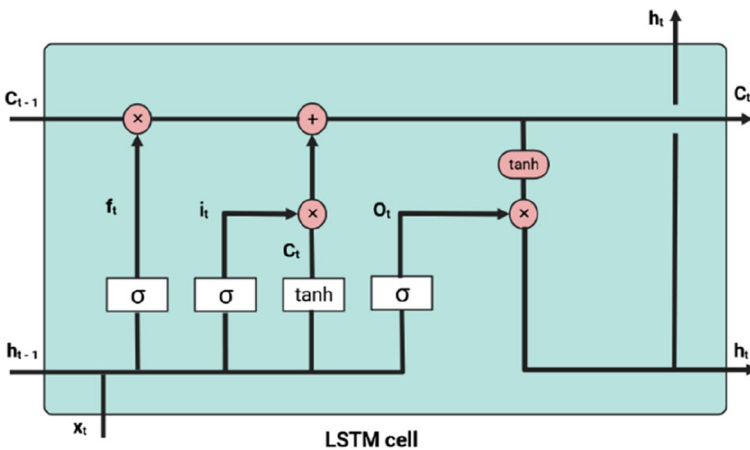 hₜ
Cₜ₋₁
Cₜ
×
+
tanh
fₜ
iₜ
×
Oₜ
×
Cₜ
σ
σ
tanh
σ
hₜ₋₁
hₜ
xₜ
LSTM cell